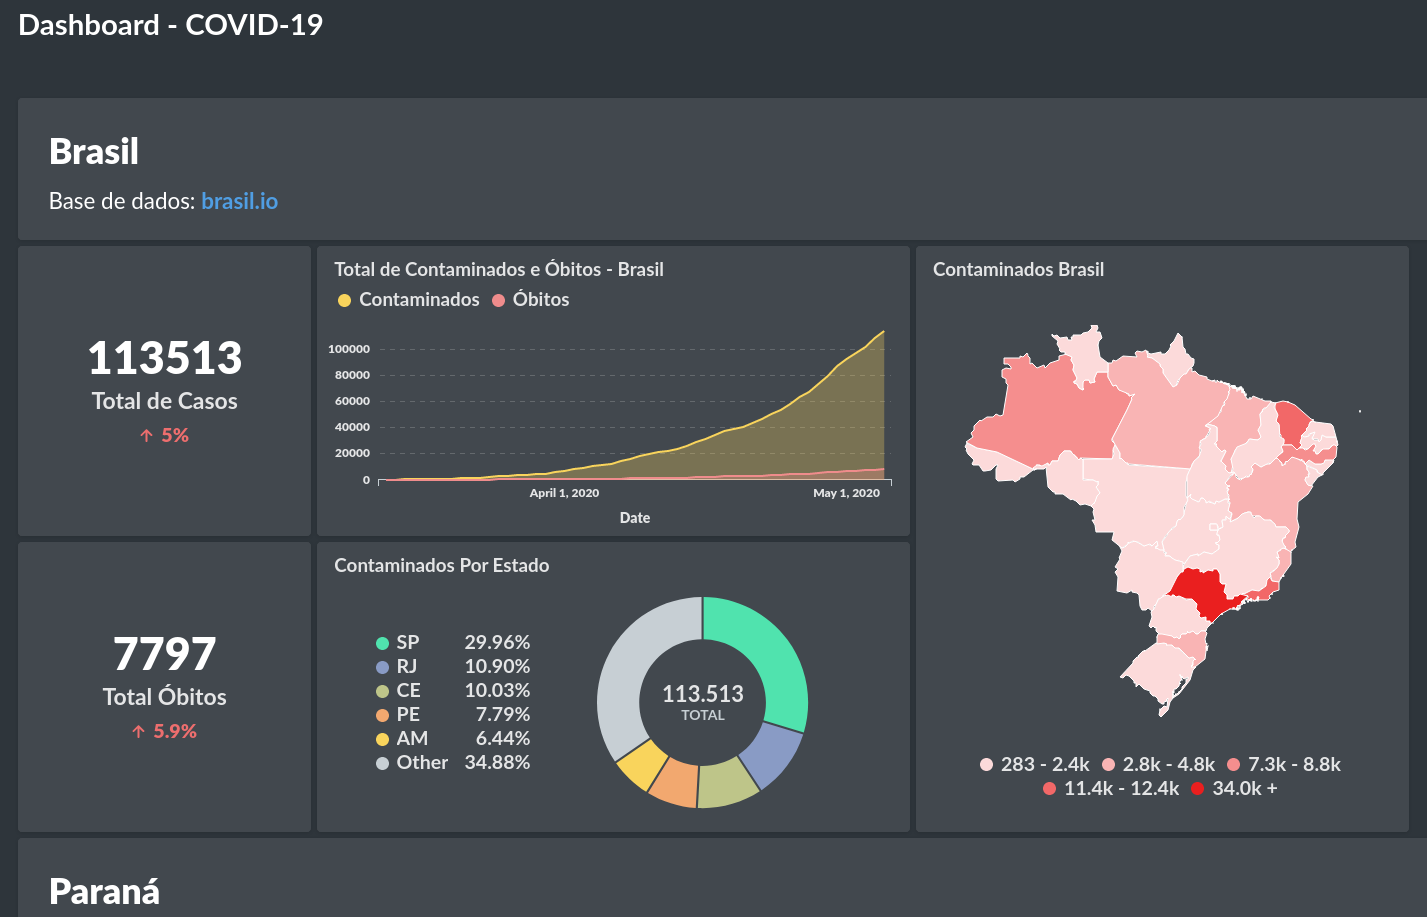 Dashboard - COVID-19
Brasil
Base de dados: brasil.io
113513
Total de Casos
↑ 5%
Total de Contaminados e Óbitos - Brasil
Contaminados Óbitos
100000
80000
60000
40000
20000
0
April 1, 2020 May 1, 2020
Date
Contaminados Brasil
283 - 2.4k 2.8k - 4.8k 7.3k - 8.8k
11.4k - 12.4k 34.0k +
7797
Total Óbitos
↑ 5.9%
Contaminados Por Estado
SP 29.96%
RJ 10.90%
CE 10.03%
PE 7.79%
AM 6.44%
Other 34.88%
113.513
TOTAL
Paraná